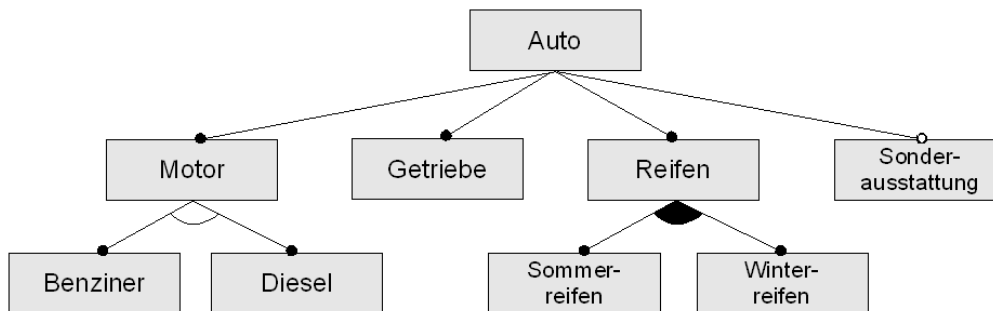 Auto
Motor
Getriebe
Reifen
Sonder-
ausstattung
Benziner
Diesel
Sommer-
reifen
Winter-
reifen